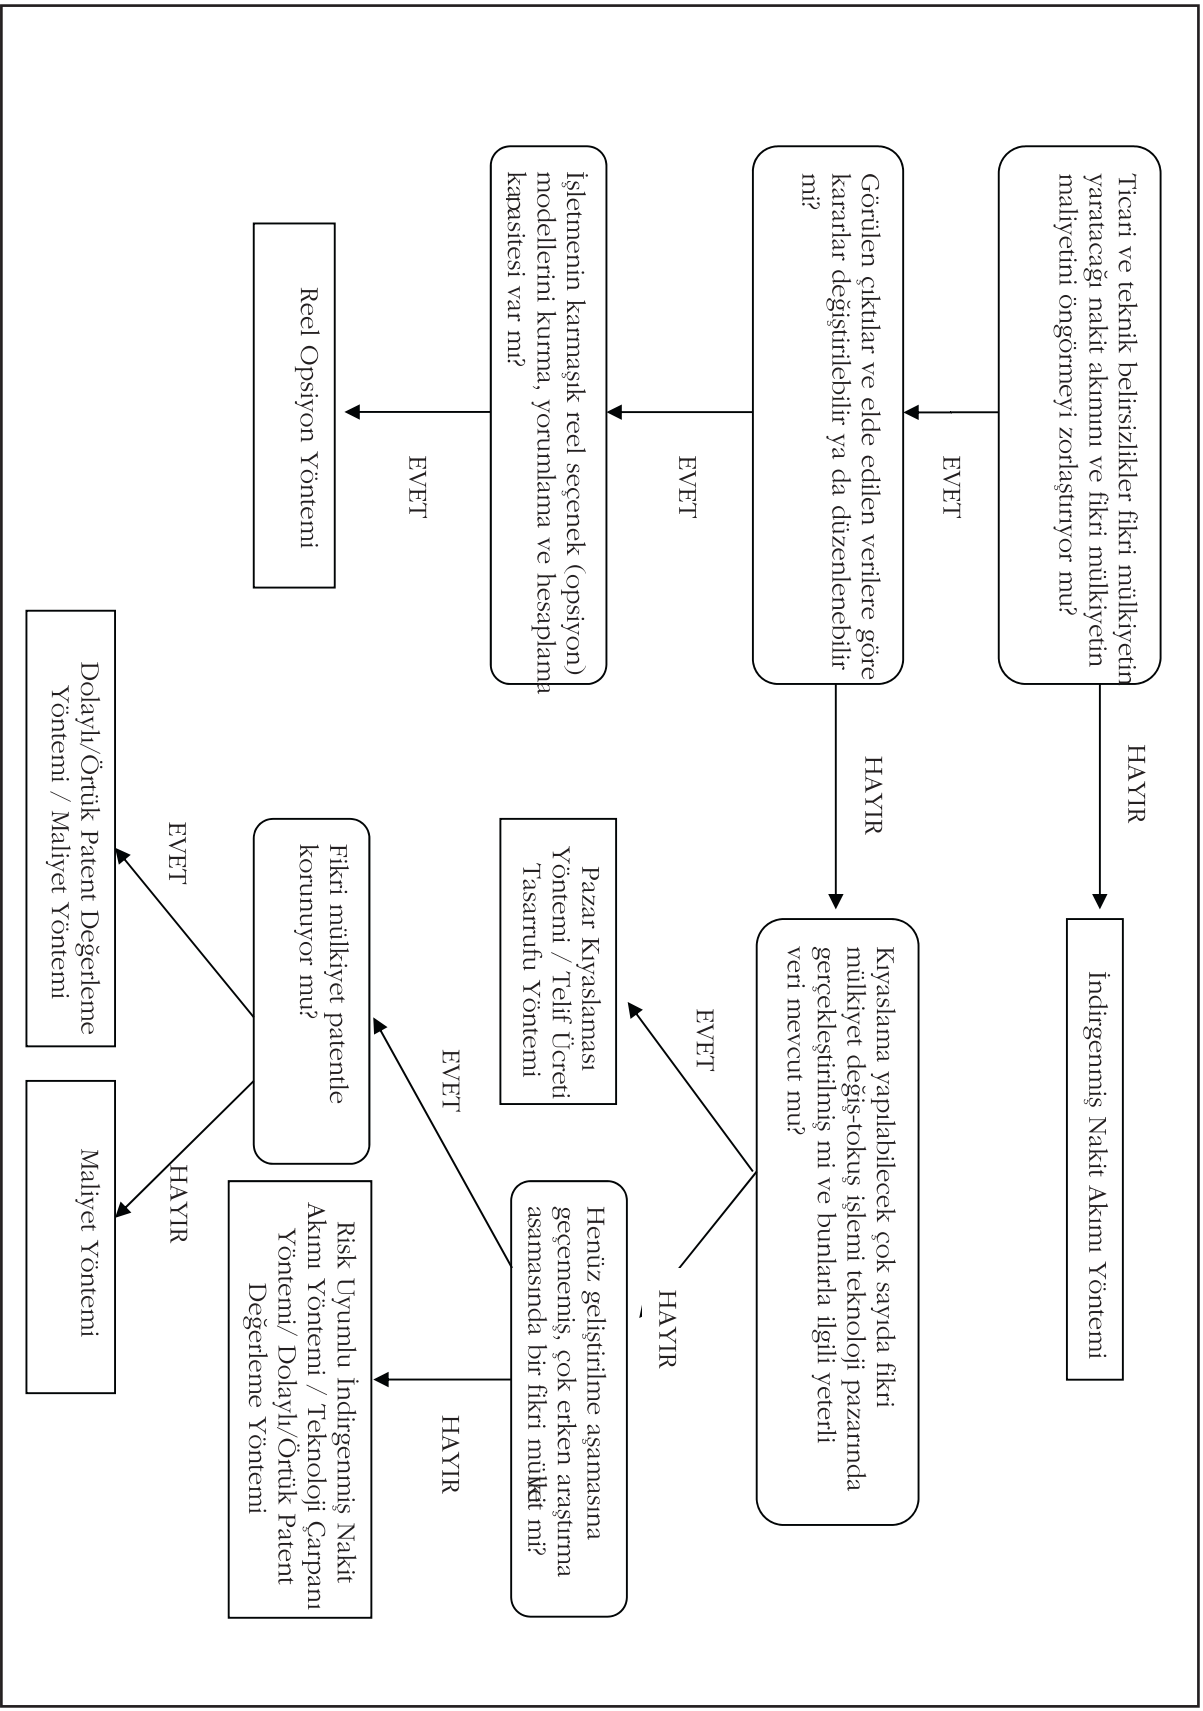 Ticari ve teknik belirsizlikler fikri mülkiyetin
yaratacağı nakit akımını ve fikri mülkiyetin
maliyetini öngörmeyi zorlaştırıyor mu?
HAYIR
İndirgenmiş Nakit Akımı Yöntemi
EVET
Görülen çıktılar ve elde edilen verilere göre
kararlar değiştirilebilir ya da düzenlenebilir
mi?
HAYIR
Kıyaslama yapılabilecek çok sayıda fikri
mülkiyet değiş-tokuş işlemi teknoloji pazarında
gerçekleştirilmiş mi ve bunlarla ilgili yeterli
veri mevcut mu?
EVET
EVET
HAYIR
İşletmenin karmaşık reel seçenek (opsiyon)
modellerini kurma, yorumlama ve hesaplama
kapasitesi var mı?
Pazar Kıyaslaması
Yöntemi / Telif Ücreti
Tasarrufu Yöntemi
Henüz geliştirilme aşamasına
geçememiş, çok erken araştırma
aşamasında bir fikri mi?
EVET
EVET
HAYIR
Reel Opsiyon Yöntemi
Fikri mülkiyet patentle
korunuyor mu?
Risk Uyumlu İndirgenmiş Nakit
Akımı Yöntemi / Teknoloji Çarpanı
Yöntemi/ Dolaylı/Örtük Patent
Değerleme Yöntemi
EVET
HAYIR
Dolaylı/Örtük Patent Değerleme
Yöntemi / Maliyet Yöntemi
Maliyet Yöntemi